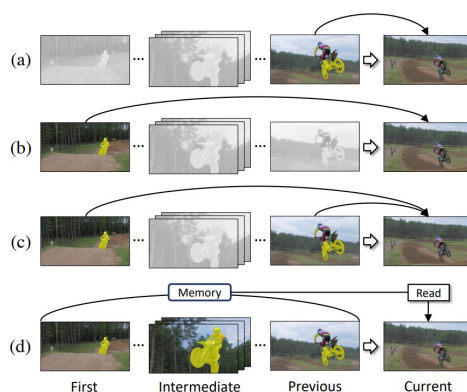 (a)
(b)
(c)
Memory
Read
(d)
First Intermediate Previous Current